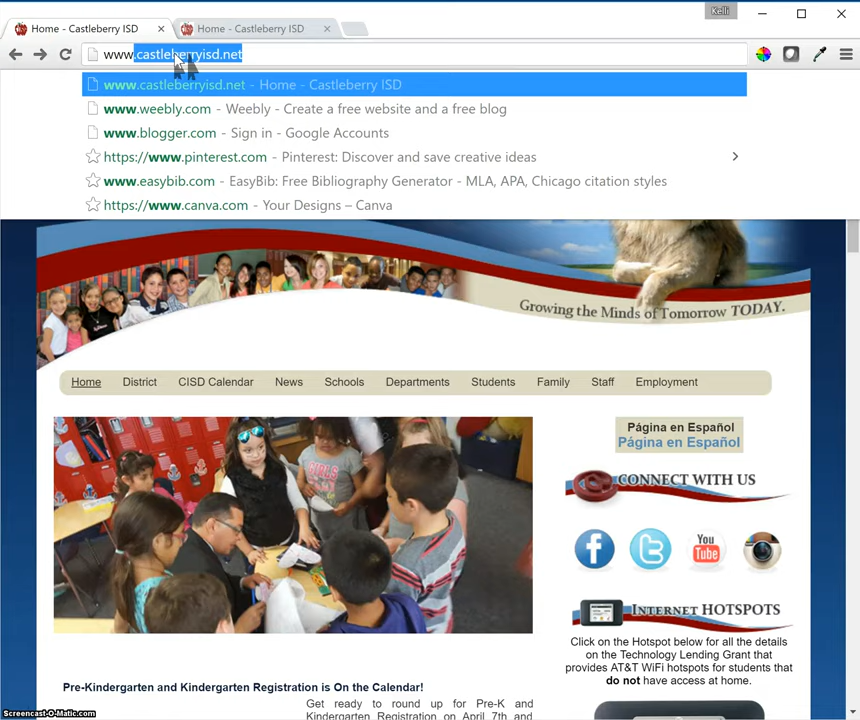 Kelli
Home - Castleberry ISD
Home - Castleberry ISD
www.castleberryisd.net
www.castleberryisd.net - Home - Castleberry ISD
www.weebly.com - Weebly - Create a free website and a free blog
www.blogger.com - Sign in - Google Accounts
https://www.pinterest.com - Pinterest: Discover and save creative ideas
www.easybib.com - EasyBib: Free Bibliography Generator - MLA, APA, Chicago citation styles
https://www.canva.com - Your Designs – Canva
Growing the Minds of Tomorrow TODAY.
Home District CISD Calendar News Schools Departments Students Family Staff Employment
GIRLS
Página en Español
Página en Español
CONNECT WITH US
You
Tube
INTERNET HOTSPOTS
Click on the Hotspot below for all the details
on the Technology Lending Grant that
provides AT&T WiFi hotspots for students that
do not have access at home.
Pre-Kindergarten and Kindergarten Registration is On the Calendar!
Get ready to round up for Pre-K and
Kindergarten Registration on April 7th and
Screencast-O-Matic.com